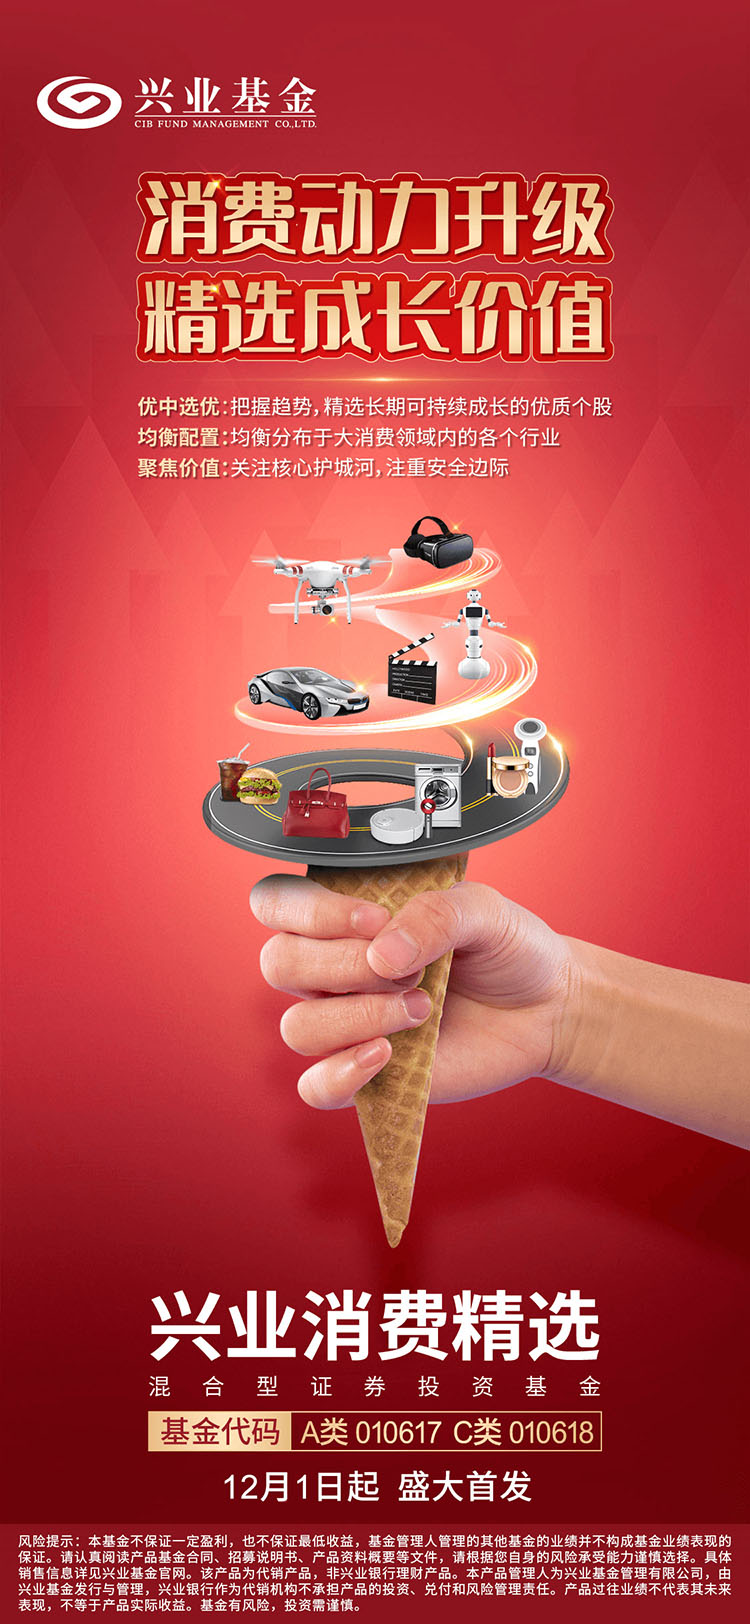 兴业基金
CIB FUND MANAGEMENT CO.,LTD.
消费动力升级
精选成长价值
优中选优:把握趋势,精选长期可持续成长的优质个股
均衡配置:均衡分布于大消费领域内的各个行业
聚焦价值:关注核心护城河,注重安全边际
兴业消费精选
混合型证券投资基金
基金代码 A类 010617 C类 010618
12月1日起 盛大首发
风险提示：本基金不保证一定盈利，也不保证最低收益，基金管理人管理的其他基金的业绩并不构成基金业绩表现的
保证。请认真阅读产品基金合同、招募说明书、产品资料概要等文件，请根据您自身的风险承受能力谨慎选择。具体
销售信息详见兴业基金官网。该产品为代销产品，非兴业银行理财产品。本产品管理人为兴业基金管理有限公司，由
兴业基金发行与管理，兴业银行作为代销机构不承担产品的投资、兑付和风险管理责任。产品过往业绩不代表其未来
表现，不等于产品实际收益。基金有风险，投资需谨慎。